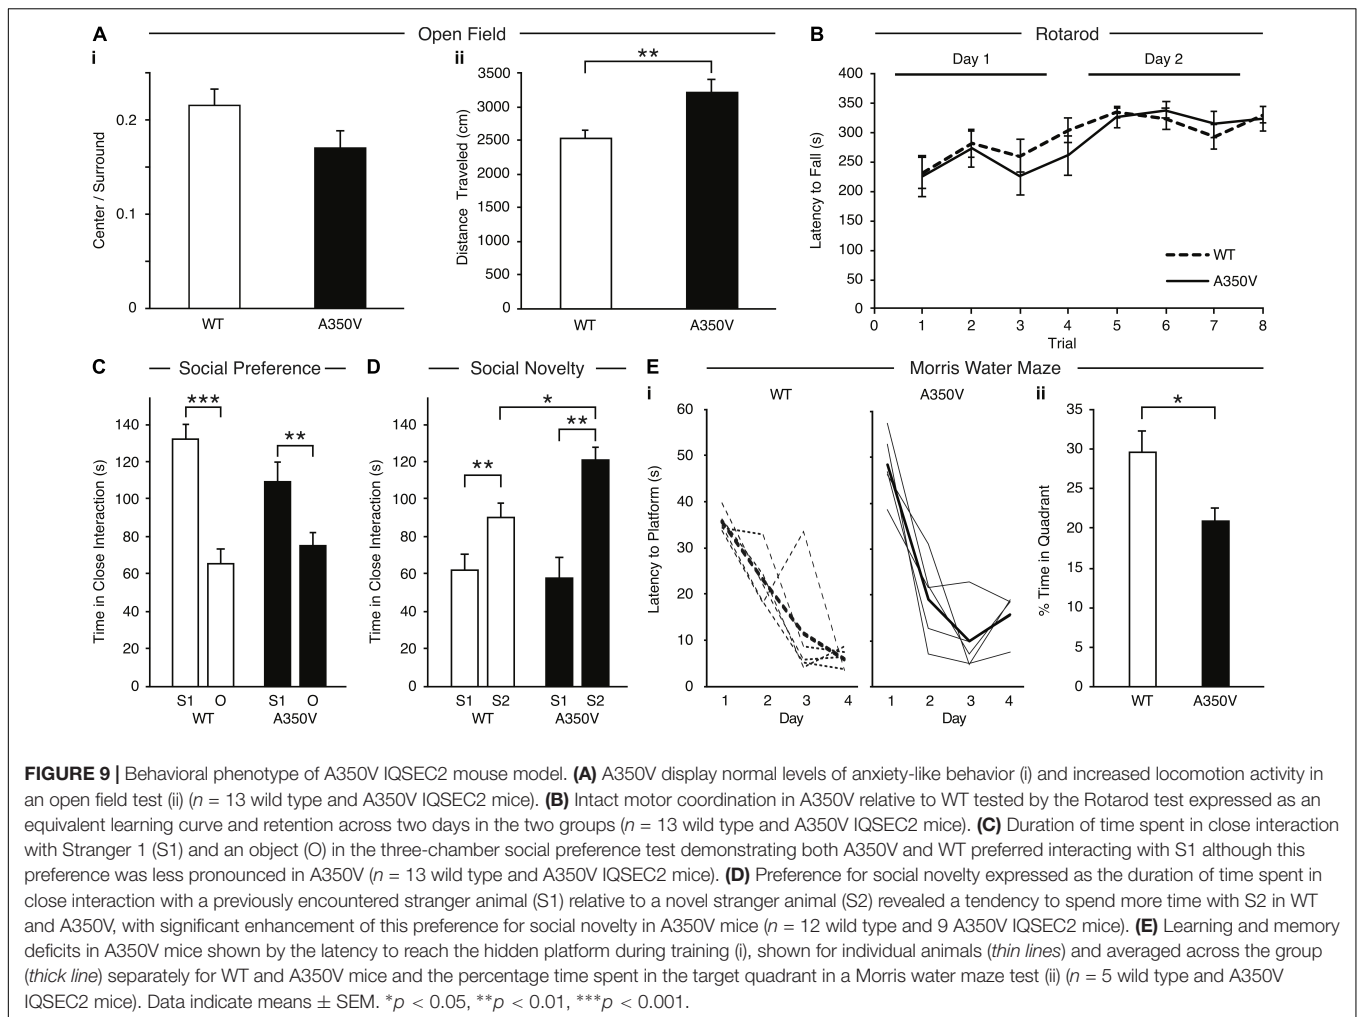 A
Open Field
i
Center / Surround
0.2
0.1
0
WT A350V
ii
**
Distance Traveled (cm)
3500
3000
2500
2000
1500
1000
500
0
WT A350V
B
Rotarod
Day 1 Day 2
Latency to Fall (s)
400
350
300
250
200
150
100
50
0
WT
A350V
0 1 2 3 4 5 6 7 8
Trial
C
Social Preference
Time in Close Interaction (s)
140
120
100
80
60
40
20
0
*** **
S1 O S1 O
WT A350V
D
Social Novelty
Time in Close Interaction (s)
140
120
100
80
60
40
20
0
*
** **
S1 S2 S1 S2
WT A350V
E
Morris Water Maze
i
WT A350V
Latency to Platform (s)
60
50
40
30
20
10
0
1 2 3 4 1 2 3 4
Day Day
ii
*
% Time in Quadrant
35
30
25
20
15
10
5
0
WT A350V
FIGURE 9 | Behavioral phenotype of A350V IQSEC2 mouse model. (A) A350V display normal levels of anxiety-like behavior (i) and increased locomotion activity in
an open field test (ii) (n = 13 wild type and A350V IQSEC2 mice). (B) Intact motor coordination in A350V relative to WT tested by the Rotarod test expressed as an
equivalent learning curve and retention across two days in the two groups (n = 13 wild type and A350V IQSEC2 mice). (C) Duration of time spent in close interaction
with Stranger 1 (S1) and an object (O) in the three-chamber social preference test demonstrating both A350V and WT preferred interacting with S1 although this
preference was less pronounced in A350V (n = 13 wild type and A350V IQSEC2 mice). (D) Preference for social novelty expressed as the duration of time spent in
close interaction with a previously encountered stranger animal (S1) relative to a novel stranger animal (S2) revealed a tendency to spend more time with S2 in WT
and A350V, with significant enhancement of this preference for social novelty in A350V mice (n = 12 wild type and 9 A350V IQSEC2 mice). (E) Learning and memory
deficits in A350V mice shown by the latency to reach the hidden platform during training (i), shown for individual animals (thin lines) and averaged across the group
(thick line) separately for WT and A350V mice and the percentage time spent in the target quadrant in a Morris water maze test (ii) (n = 5 wild type and A350V
IQSEC2 mice). Data indicate means ± SEM. *p < 0.05, **p < 0.01, ***p < 0.001.